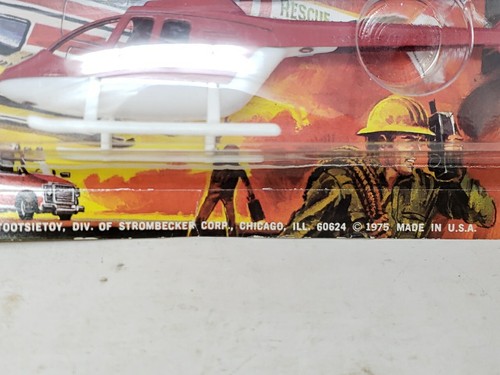 RESCUE
TOOTSIETOY, DIV. OF STROMBECKER CORP., CHICAGO, ILL. 60624 © 1975 MADE IN U.S.A.